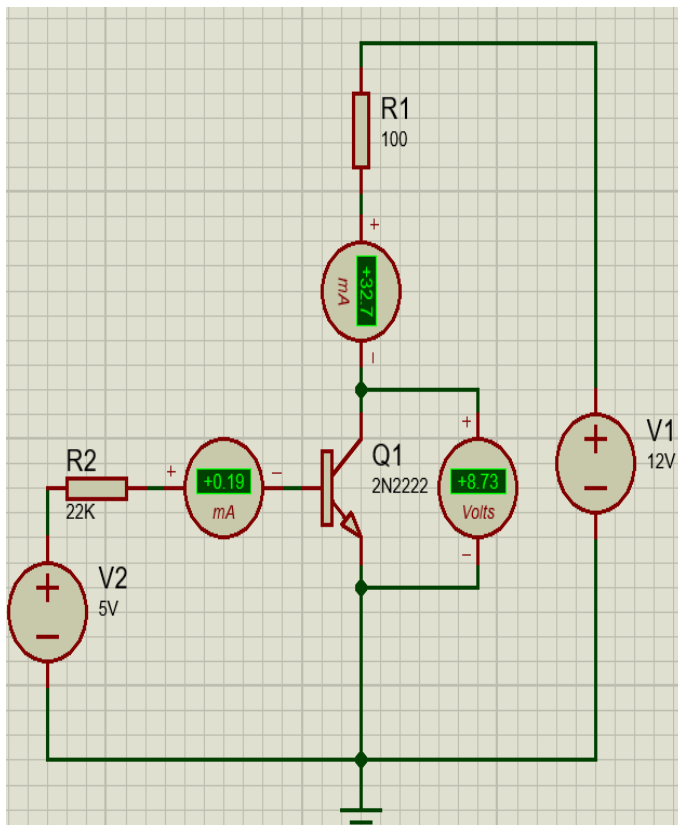 R1
100
+
+32.7
mA
−
+
V1
12V
−
R2
22K
+
+0.19
mA
−
Q1
2N2222
+
+8.73
Volts
−
V2
5V
+
−